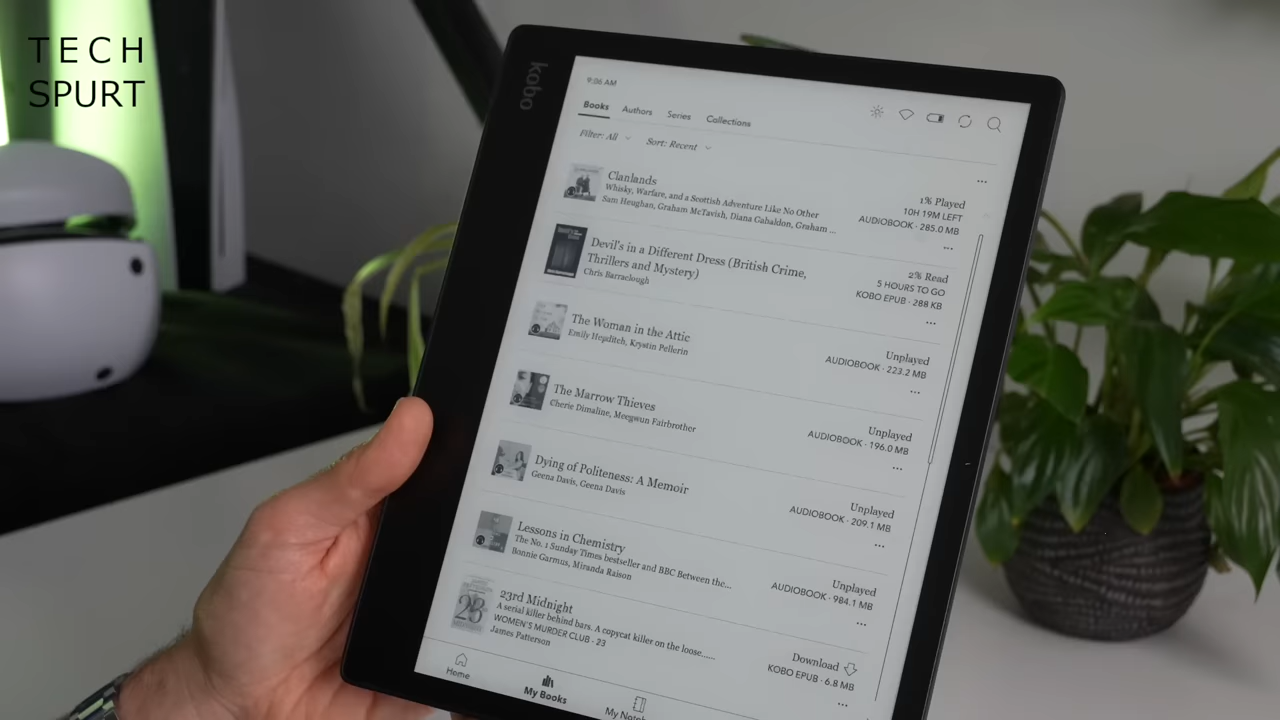 TECH
SPURT
kobo
9:06 AM
Books Authors Series Collections
Filter: All Sort: Recent
Clanlands
Whisky, Warfare, and a Scottish Adventure Like No Other
Sam Heughan, Graham McTavish, Diana Gabaldon, Graham ...
1% Played
10H 19M LEFT
AUDIOBOOK · 285.0 MB
Devil's in a Different Dress (British Crime,
Thrillers and Mystery)
Chris Barraclough
2% Read
5 HOURS TO GO
KOBO EPUB · 288 KB
The Woman in the Attic
Emily Hepditch, Krystin Pellerin
Unplayed
AUDIOBOOK · 223.2 MB
The Marrow Thieves
Cherie Dimaline, Meegwun Fairbrother
Unplayed
AUDIOBOOK · 196.0 MB
Dying of Politeness: A Memoir
Geena Davis, Geena Davis
Unplayed
AUDIOBOOK · 209.1 MB
Lessons in Chemistry
The No. 1 Sunday Times bestseller and BBC Between the...
Bonnie Garmus, Miranda Raison
Unplayed
AUDIOBOOK · 984.1 MB
23rd Midnight
A serial killer behind bars. A copycat killer on the loose......
WOMEN'S MURDER CLUB · 23
James Patterson
Download
KOBO EPUB · 6.8 MB
Home My Books My Noteb